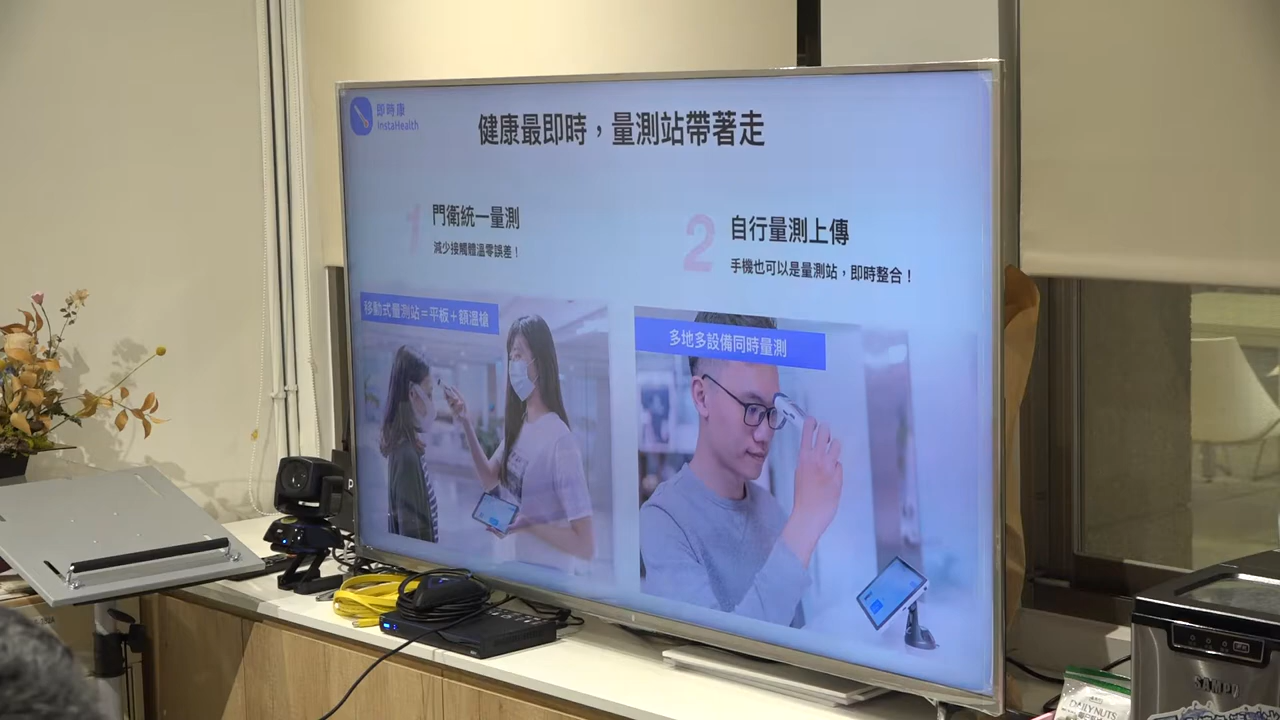 即時康
InstaHealth
健康最即時，量測站帶著走
1
門衛統一量測
減少接觸體溫零誤差！
2
自行量測上傳
手機也可以是量測站，即時整合！
移動式量測站＝平板＋額溫槍
多地多設備同時量測
SAMPO
DAILY NUTS